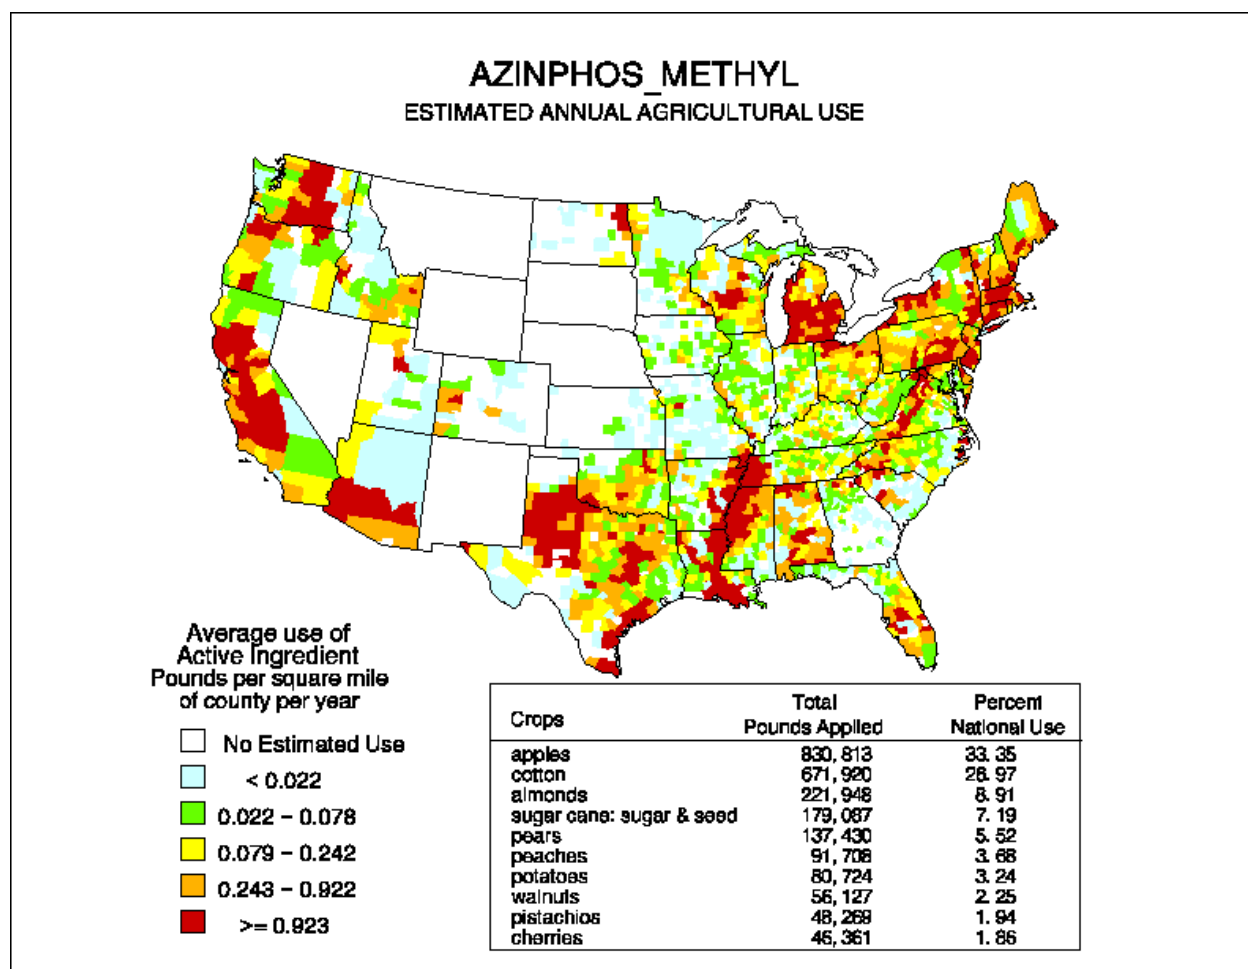 AZINPHOS_METHYL
ESTIMATED ANNUAL AGRICULTURAL USE
Average use of
Active Ingredient
Pounds per square mile
of county per year
No Estimated Use
< 0.022
0.022 - 0.078
0.079 - 0.242
0.243 - 0.922
>= 0.923
Crops Total Pounds Applied Percent National Use
apples 830, 813 33. 35
cotton 671, 920 26. 97
almonds 221, 948 8. 91
sugar cane: sugar & seed 179, 087 7. 19
pears 137, 430 5. 52
peaches 91, 708 3. 68
potatoes 80, 724 3. 24
walnuts 56, 127 2. 25
pistachios 48, 269 1. 94
cherries 46, 361 1. 86